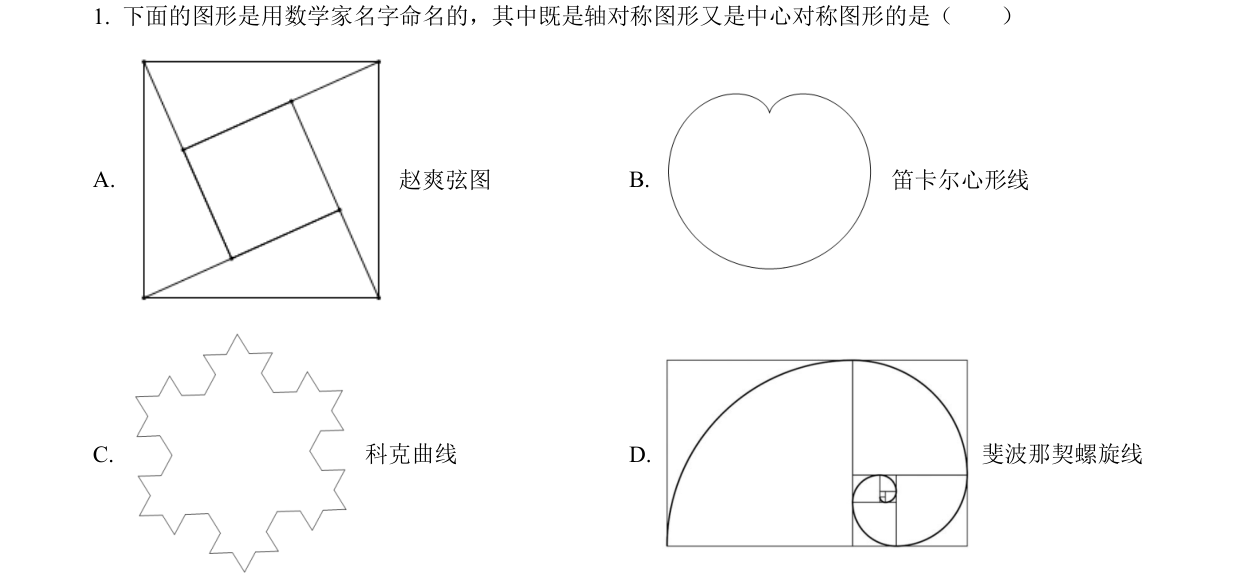 1. 下面的图形是用数学家名字命名的，其中既是轴对称图形又是中心对称图形的是（　　）
A. 赵爽弦图
B. 笛卡尔心形线
C. 科克曲线
D. 斐波那契螺旋线